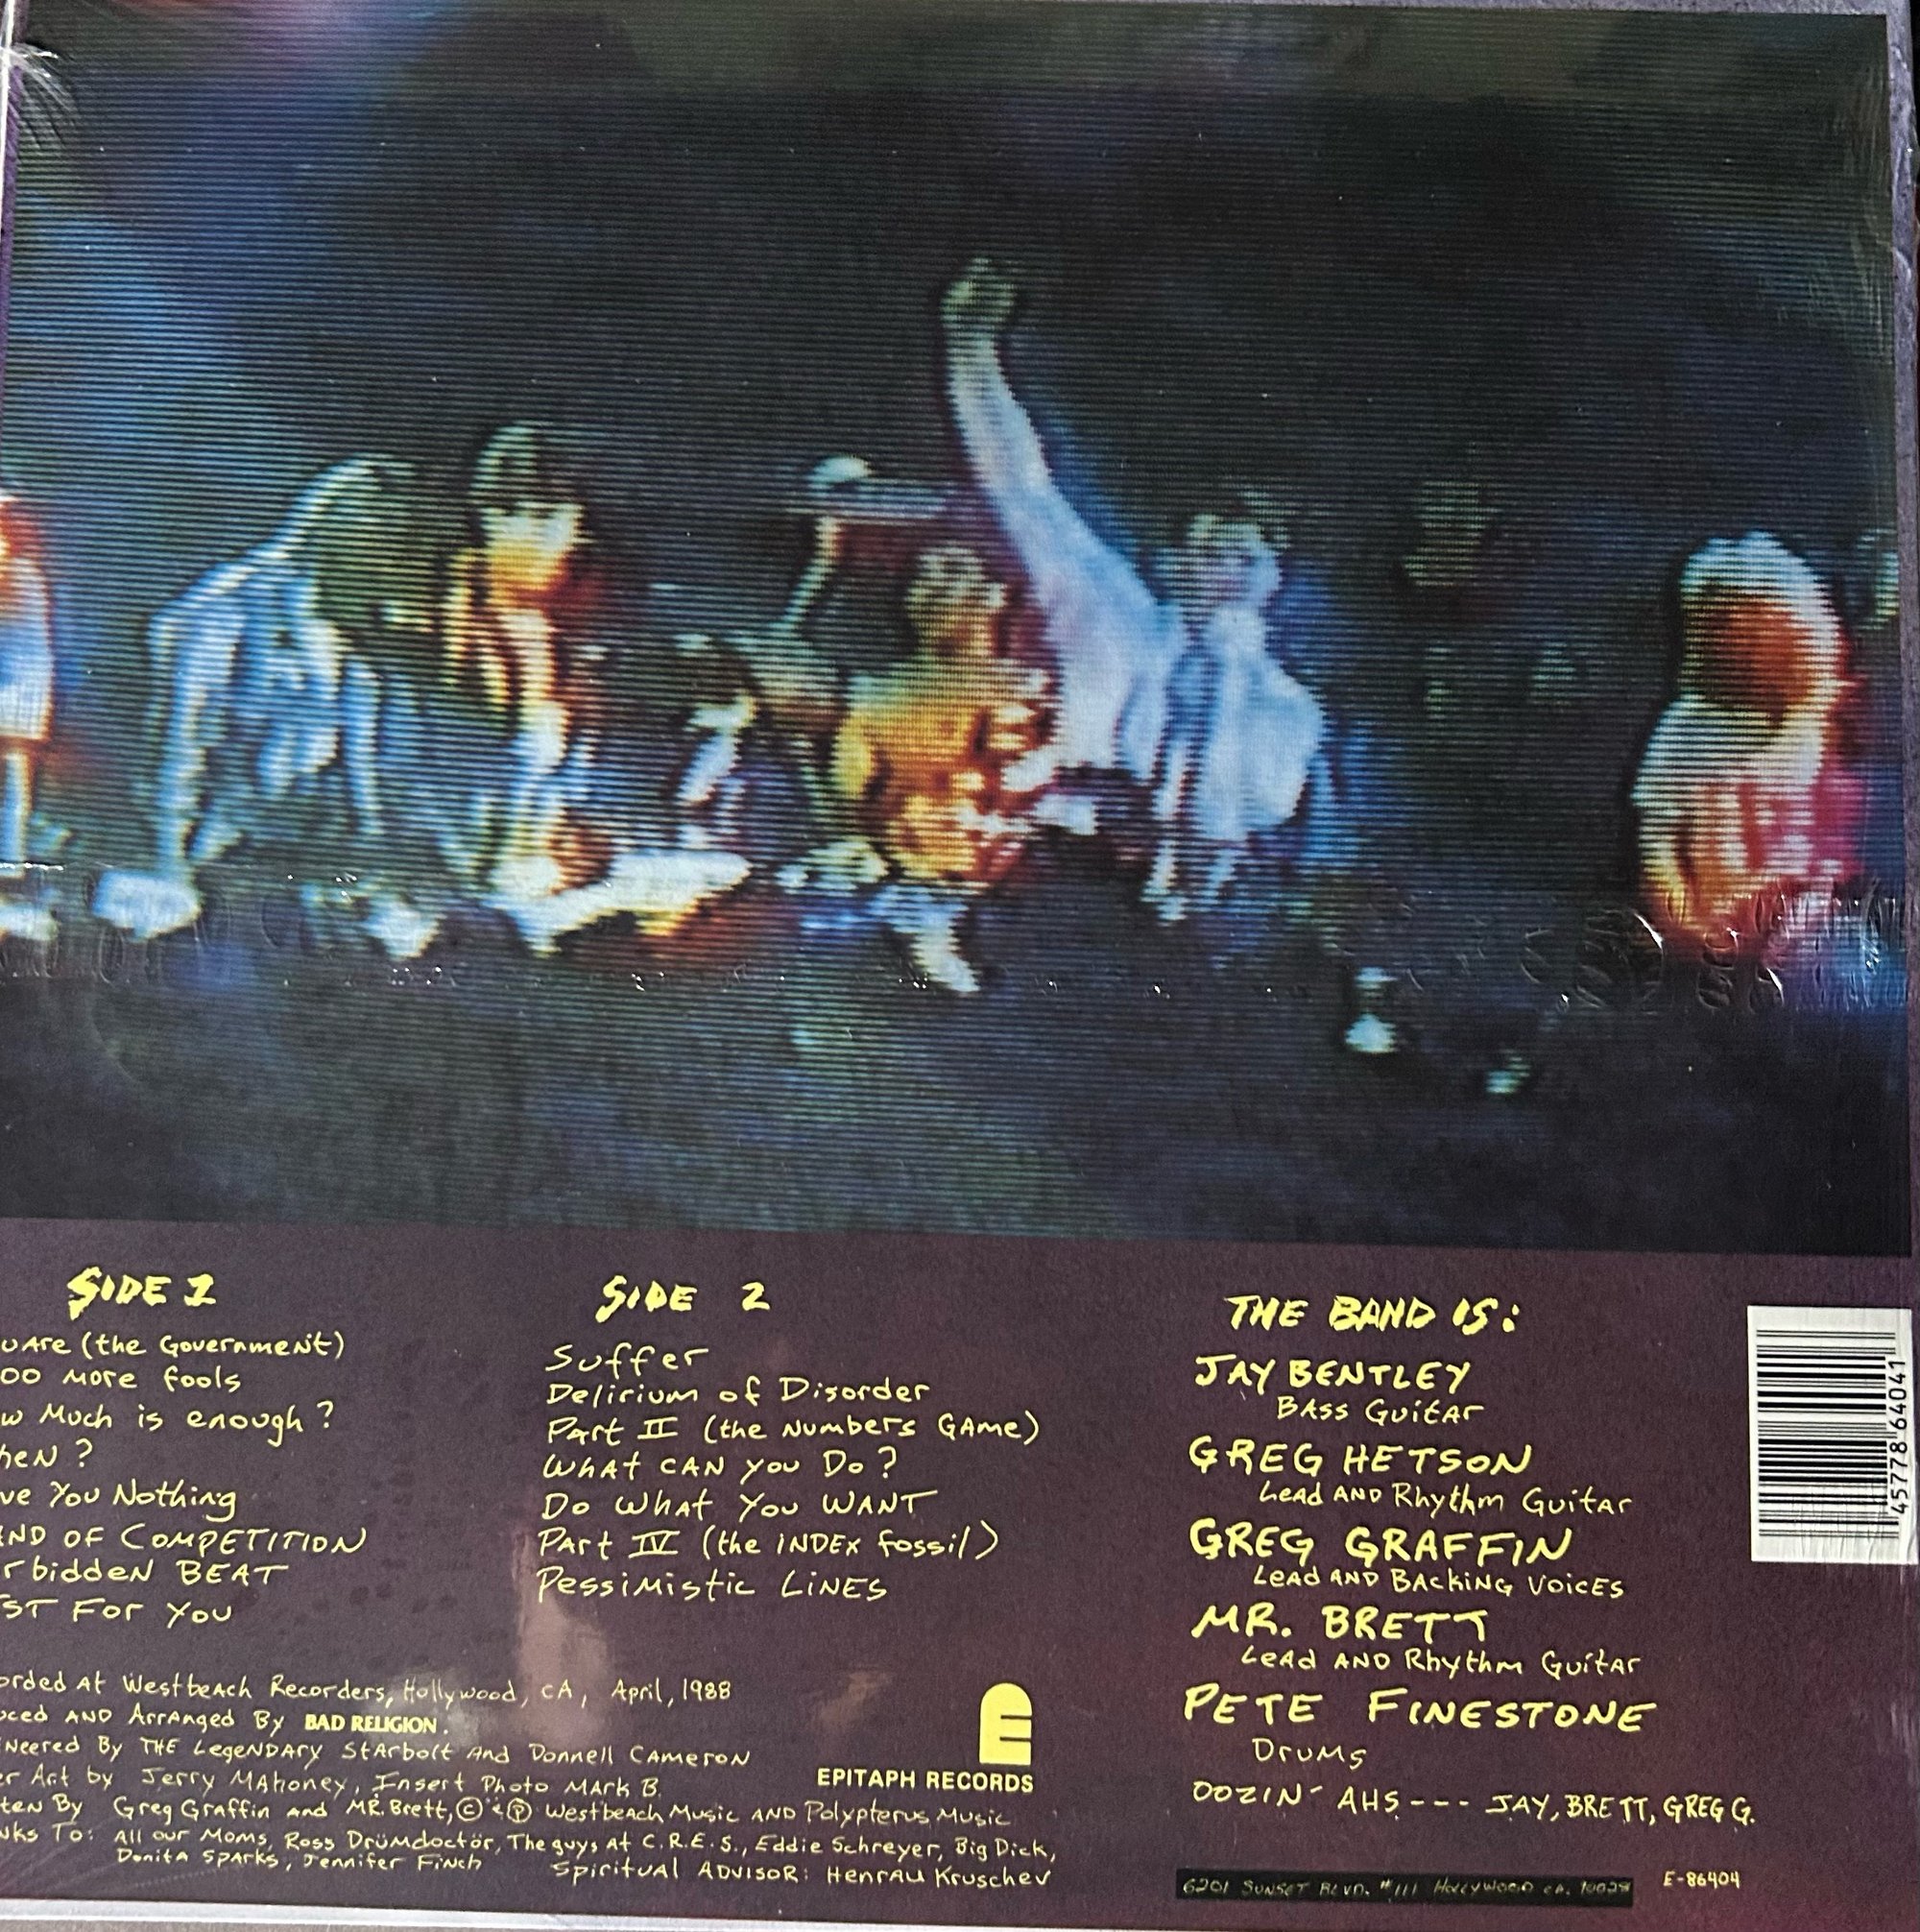 SIDE 1
uare (the Government)
00 More fools
w Much is enough?
hen?
ve You Nothing
AND OF COMPETITION
rbidden BEAT
ST For You
SIDE 2
Suffer
Delirium of Disorder
Part II (the Numbers GAME)
What CAN You Do?
Do What You WANT
Part IV (the INDEX fossil)
Pessimistic LINES
THE BAND IS:
JAY BENTLEY
BASS Guitar
GREG HETSON
Lead AND Rhythm Guitar
GREG GRAFFIN
Lead AND BAcking Voices
MR. BRETT
Lead AND Rhythm Guitar
PETE FINESTONE
Drums
OOZIN' AHS --- JAY, BRETT, GREG G.
orded At Westbeach Recorders, Hollywood, CA, April, 1988
uced AND Arranged By BAD RELIGION.
ineered By THE LegeNDAry Starbolt And Donnell Cameron
er Art by Jerry MAhoney, Insert Photo MArk B.
ten By Greg Graffin and MR. Brett, © & ℗ Westbeach Music AND Polypterus Music
nks To: All our Moms, Ross Drümdoctör, The guys At C.R.E.S., Eddie Schreyer, Big Dick,
Donita Sparks, Jennifer Finch Spiritual ADVISOR: Henrau Kruschev
EPITAPH RECORDS
6201 SUNSET BLVD. #111 Hollywood ca. 10028
E-86404
45778 64041